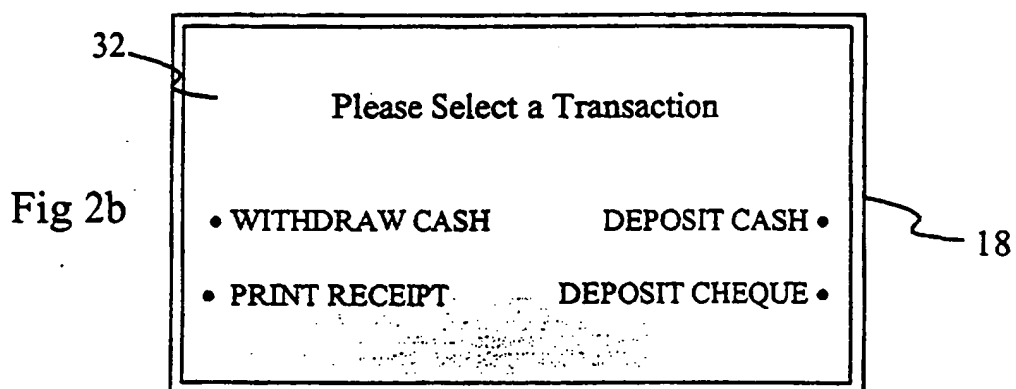 32
Please Select a Transaction
Fig 2b
• WITHDRAW CASH DEPOSIT CASH •
18
• PRINT RECEIPT DEPOSIT CHEQUE •